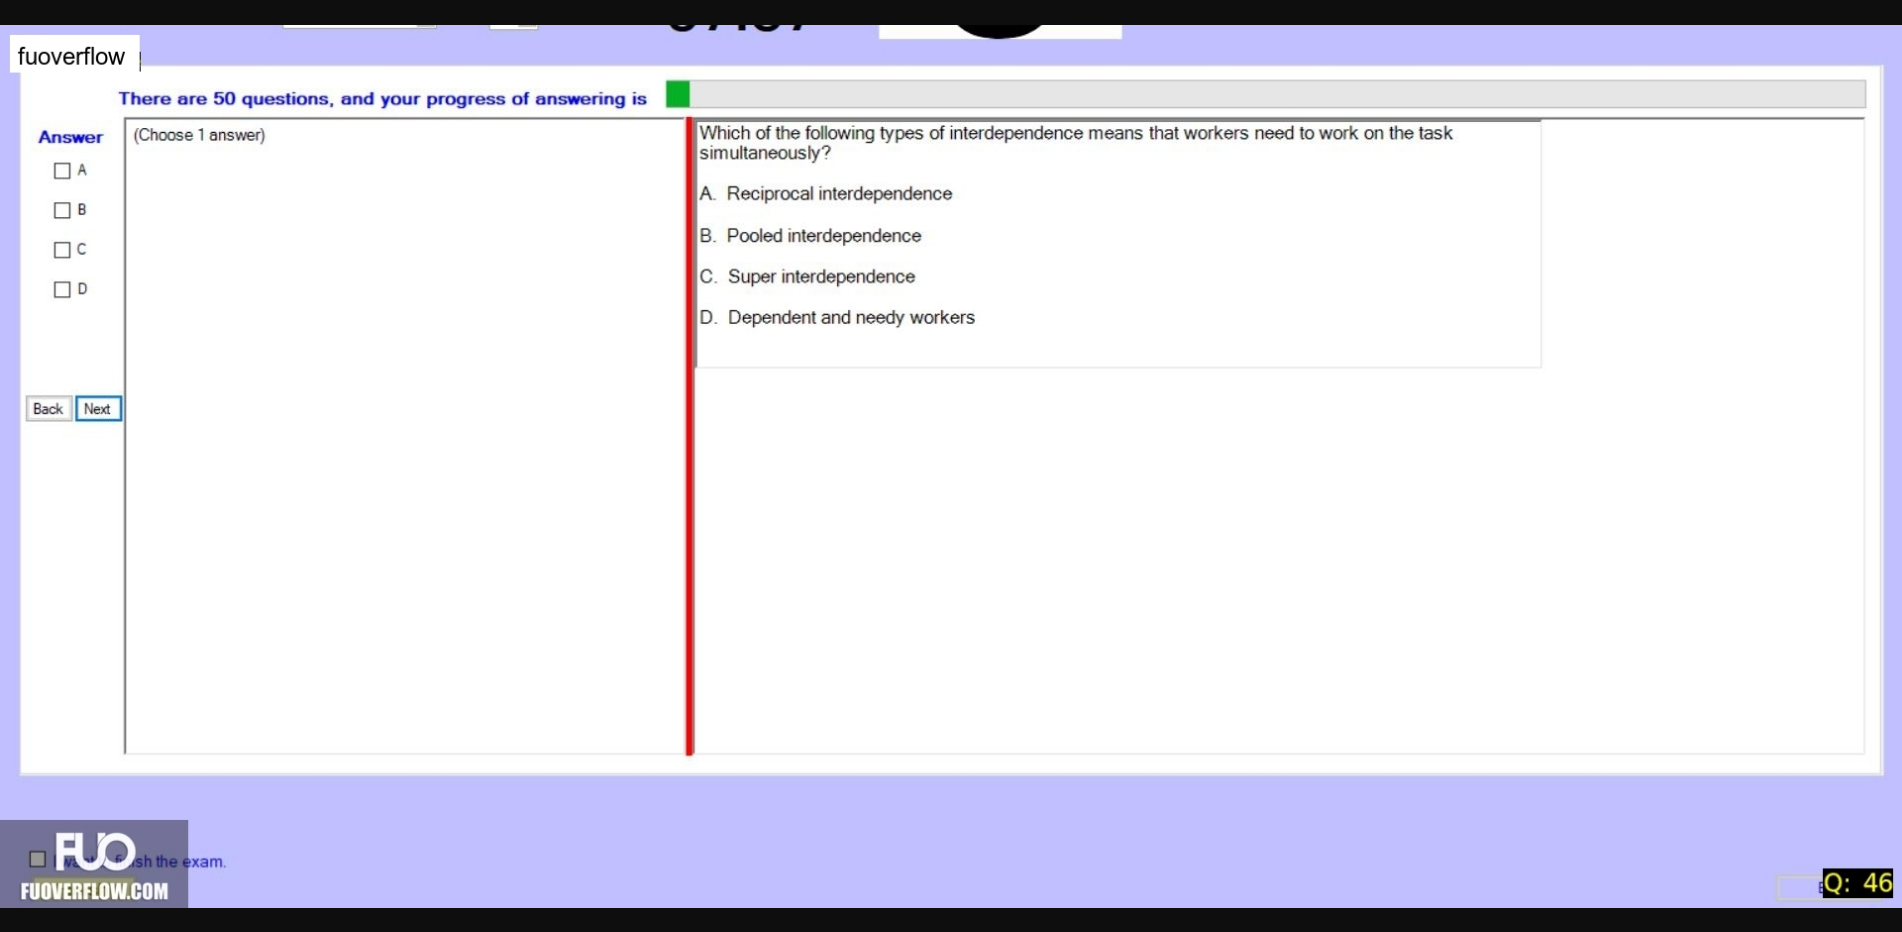 fuoverflow
There are 50 questions, and your progress of answering is
Answer
(Choose 1 answer)
A
B
C
D
Back Next
Which of the following types of interdependence means that workers need to work on the task
simultaneously?
A. Reciprocal interdependence
B. Pooled interdependence
C. Super interdependence
D. Dependent and needy workers
FUO
the exam.
FUOVERFLOW.COM
Q: 46